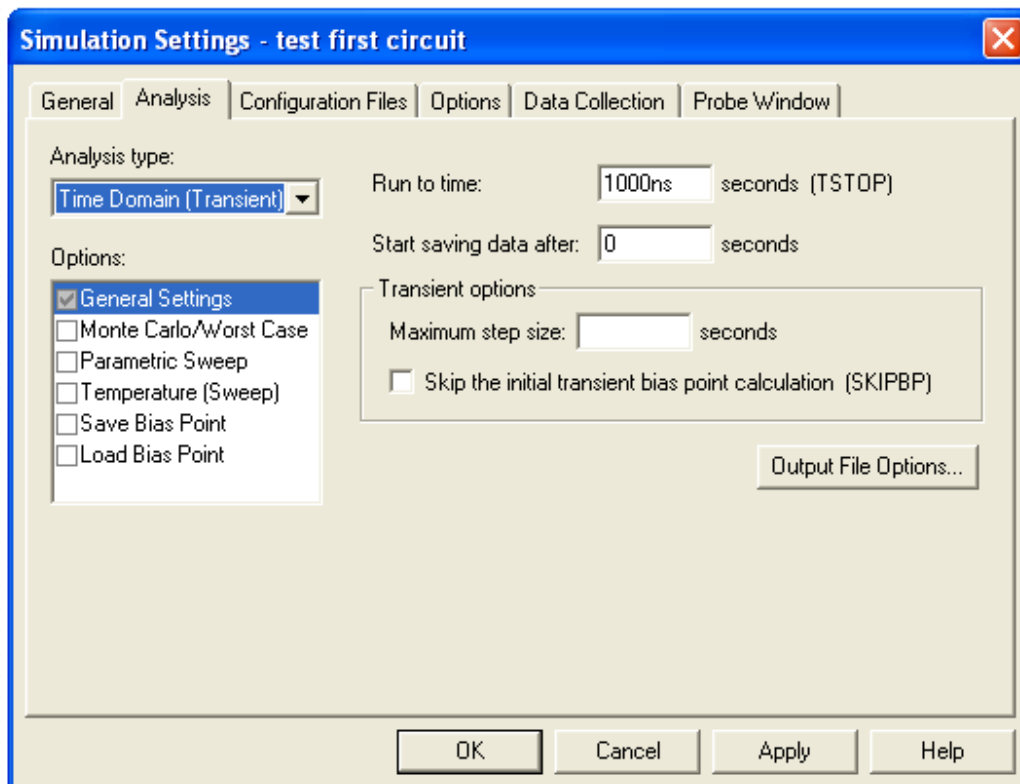 Simulation Settings - test first circuit
General Analysis Configuration Files Options Data Collection Probe Window
Analysis type:
Time Domain (Transient)
Options:
General Settings
Monte Carlo/Worst Case
Parametric Sweep
Temperature (Sweep)
Save Bias Point
Load Bias Point
Run to time: 1000ns seconds (TSTOP)
Start saving data after: 0 seconds
Transient options
Maximum step size: seconds
Skip the initial transient bias point calculation (SKIPBP)
Output File Options...
OK Cancel Apply Help